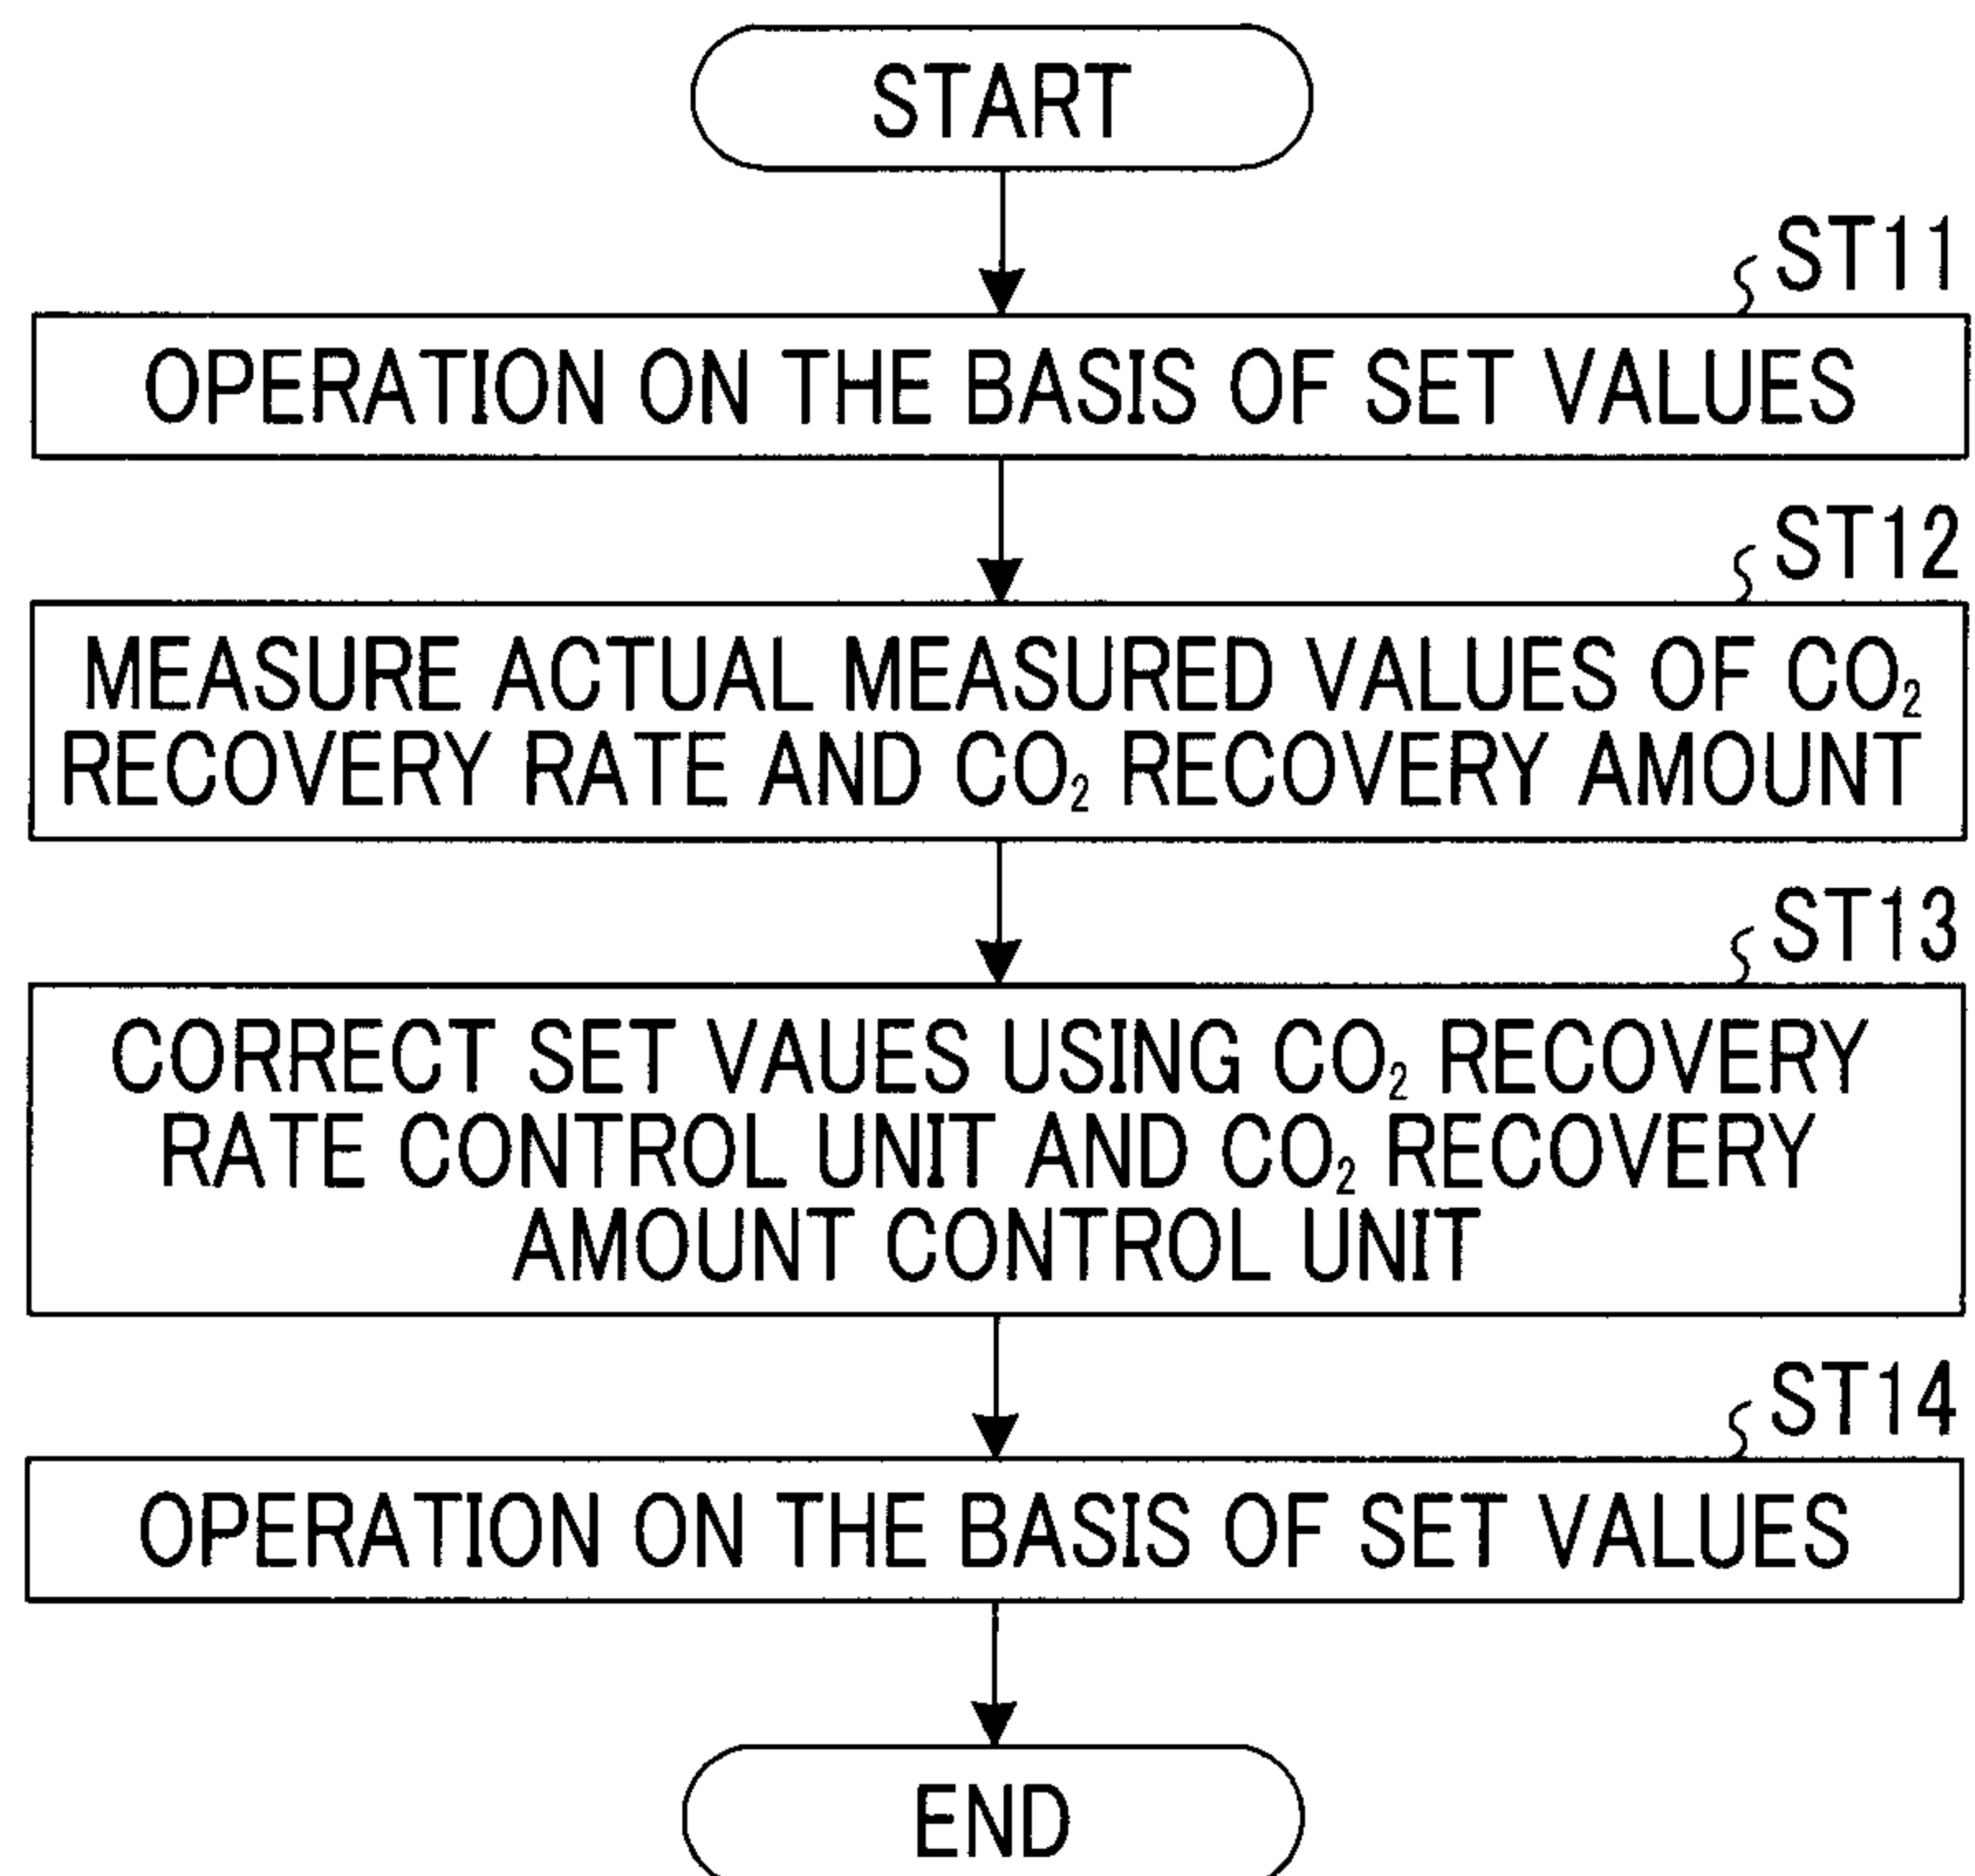 START
ST11
OPERATION ON THE BASIS OF SET VALUES
ST12
MEASURE ACTUAL MEASURED VALUES OF CO₂
RECOVERY RATE AND CO₂ RECOVERY AMOUNT
ST13
CORRECT SET VAUES USING CO₂ RECOVERY
RATE CONTROL UNIT AND CO₂ RECOVERY
AMOUNT CONTROL UNIT
ST14
OPERATION ON THE BASIS OF SET VALUES
END